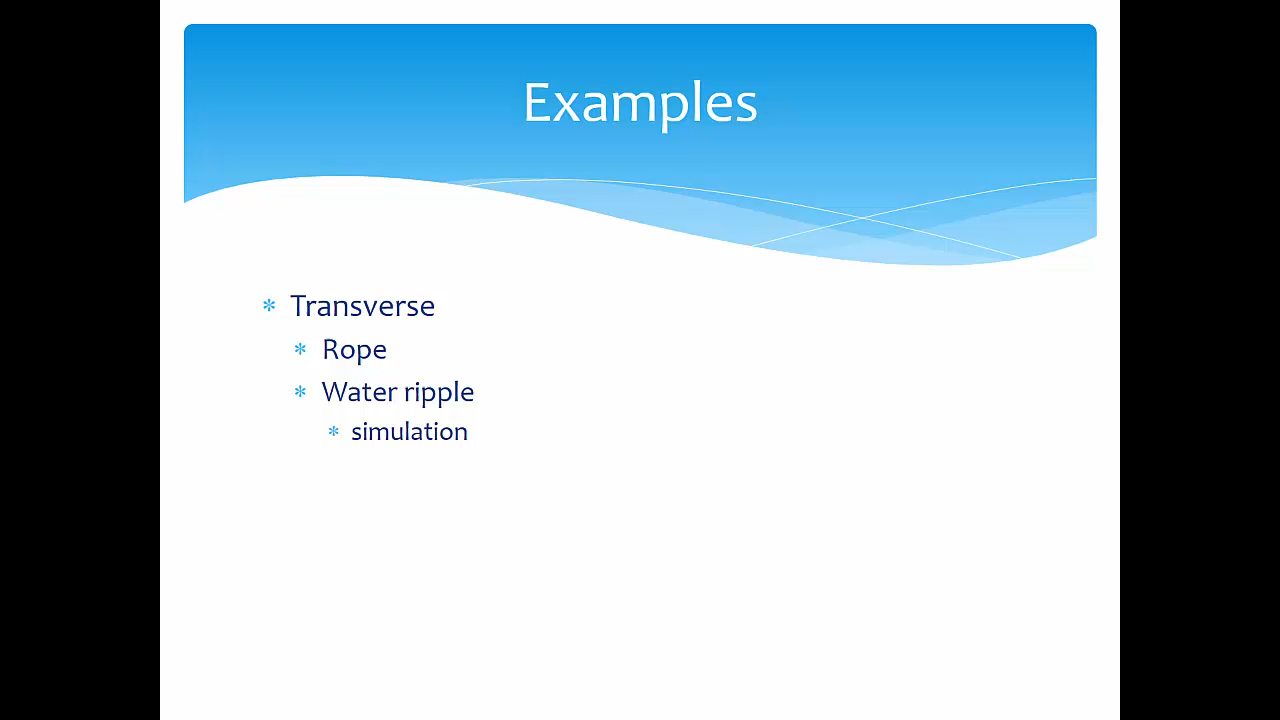 Examples
Transverse
Rope
Water ripple
simulation